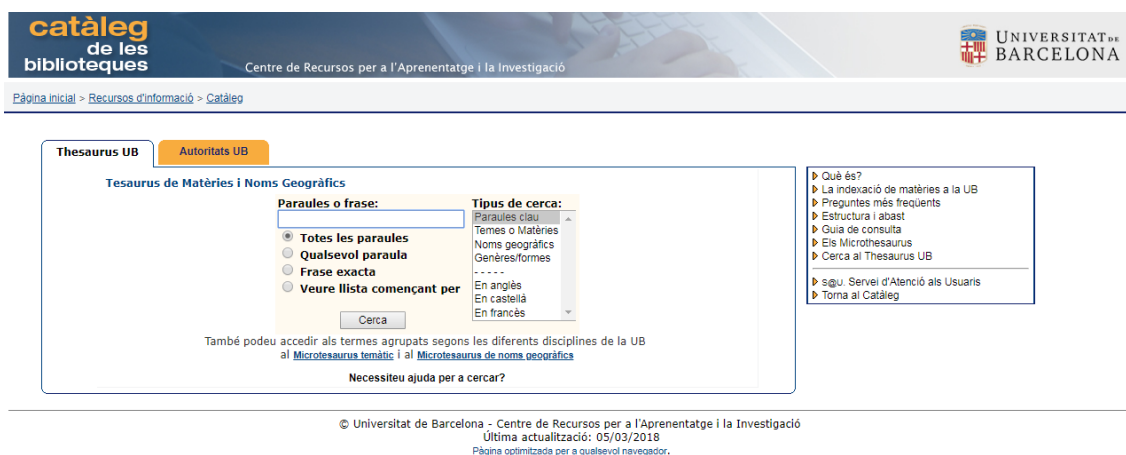 catàleg
de les
biblioteques
Centre de Recursos per a l'Aprenentatge i la Investigació
UNIVERSITAT DE
BARCELONA
Pàgina inicial > Recursos d'informació > Catàleg
Thesaurus UB
Autoritats UB
Tesaurus de Matèries i Noms Geogràfics
Paraules o frase:
Totes les paraules
Qualsevol paraula
Frase exacta
Veure llista començant per
Cerca
Tipus de cerca:
Paraules clau
Temes o Matèries
Noms geogràfics
Genères/formes
- - - - -
En anglès
En castellà
En francès
També podeu accedir als termes agrupats segons les diferents disciplines de la UB
al Microtesaurus temàtic i al Microtesaurus de noms geogràfics
Necessiteu ajuda per a cercar?
Què és?
La indexació de matèries a la UB
Preguntes més freqüents
Estructura i abast
Guia de consulta
Els Microthesaurus
Cerca al Thesaurus UB
s@u. Servei d'Atenció als Usuaris
Torna al Catàleg
© Universitat de Barcelona - Centre de Recursos per a l'Aprenentatge i la Investigació
Última actualització: 05/03/2018
Pàgina optimitzada per a qualsevol navegador.